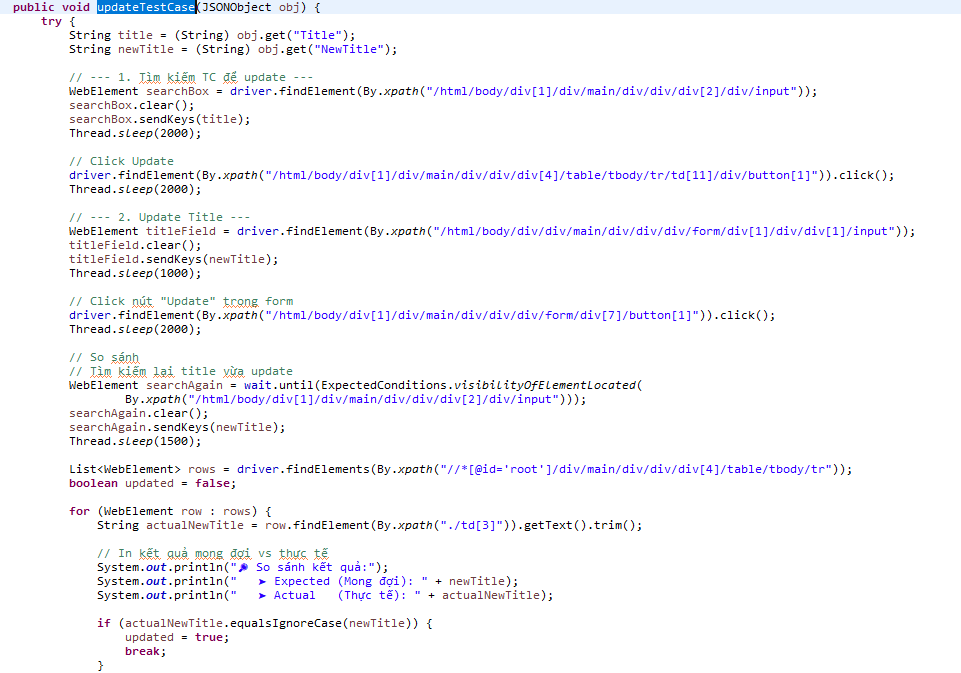 public void updateTestCase(JSONObject obj) {
    try {
        String title = (String) obj.get("Title");
        String newTitle = (String) obj.get("NewTitle");

        // --- 1. Tìm kiếm TC để update ---
        WebElement searchBox = driver.findElement(By.xpath("/html/body/div[1]/div/main/div/div/div[2]/div/input"));
        searchBox.clear();
        searchBox.sendKeys(title);
        Thread.sleep(2000);

        // Click Update
        driver.findElement(By.xpath("/html/body/div[1]/div/main/div/div/div[4]/table/tbody/tr/td[11]/div/button[1]")).click();
        Thread.sleep(2000);

        // --- 2. Update Title ---
        WebElement titleField = driver.findElement(By.xpath("/html/body/div/div/main/div/div/div/form/div[1]/div/div[1]/input"));
        titleField.clear();
        titleField.sendKeys(newTitle);
        Thread.sleep(1000);

        // Click nút "Update" trong form
        driver.findElement(By.xpath("/html/body/div[1]/div/main/div/div/div/form/div[7]/button[1]")).click();
        Thread.sleep(2000);

        // So sánh
        // Tìm kiếm lại title vừa update
        WebElement searchAgain = wait.until(ExpectedConditions.visibilityOfElementLocated(
                By.xpath("/html/body/div[1]/div/main/div/div/div[2]/div/input")));
        searchAgain.clear();
        searchAgain.sendKeys(newTitle);
        Thread.sleep(1500);

        List<WebElement> rows = driver.findElements(By.xpath("//*[@id='root']/div/main/div/div/div[4]/table/tbody/tr"));
        boolean updated = false;

        for (WebElement row : rows) {
            String actualNewTitle = row.findElement(By.xpath("./td[3]")).getText().trim();

            // In kết quả mong đợi vs thực tế
            System.out.println("🔎 So sánh kết quả:");
            System.out.println("   ➤ Expected (Mong đợi): " + newTitle);
            System.out.println("   ➤ Actual   (Thực tế): " + actualNewTitle);

            if (actualNewTitle.equalsIgnoreCase(newTitle)) {
                updated = true;
                break;
            }